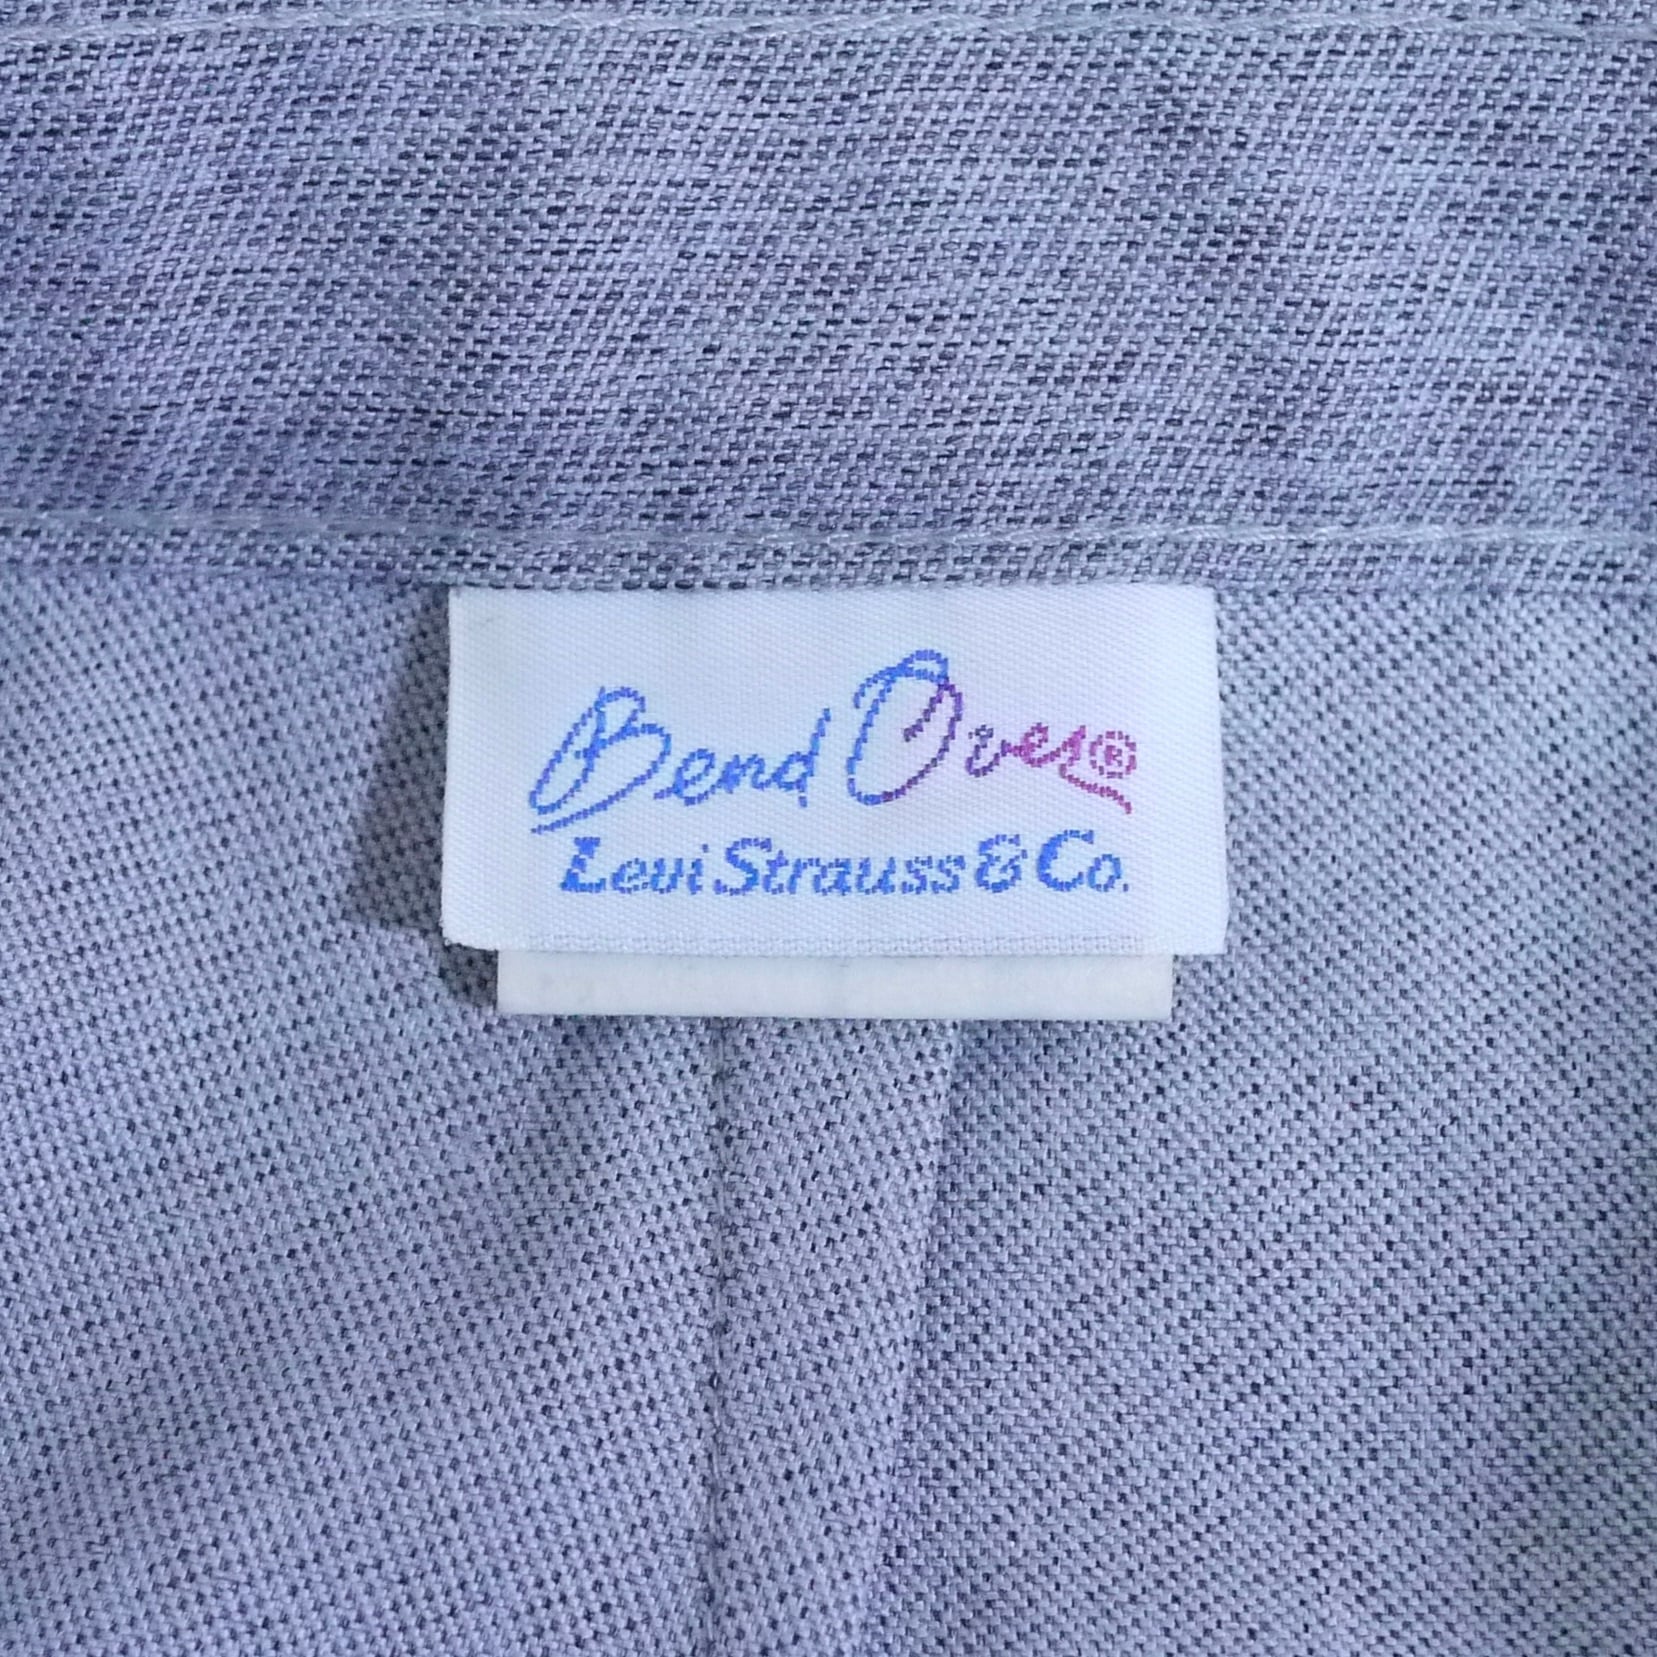 Bend Over®
Levi Strauss & Co.